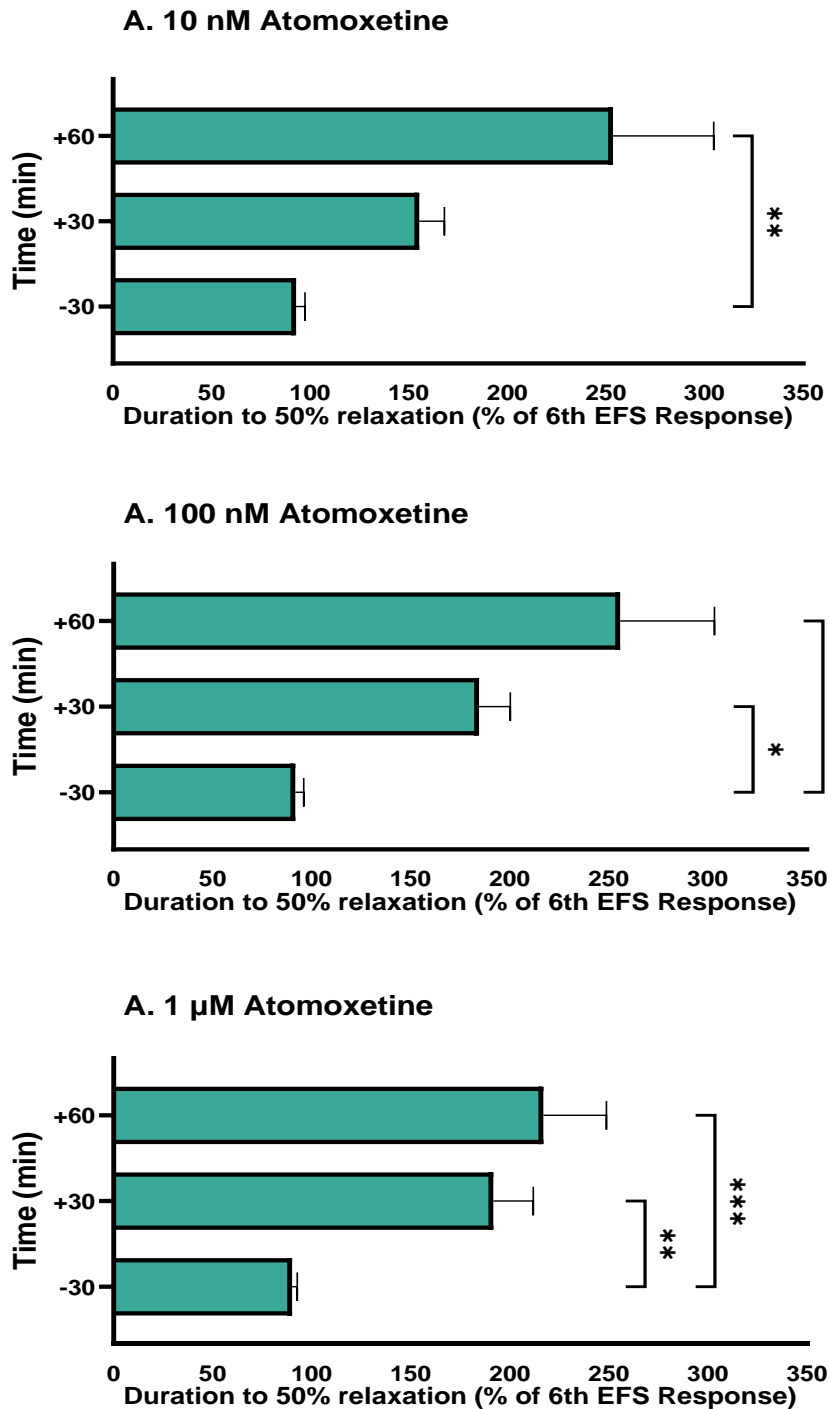 A. 10 nM Atomoxetine
Time (min)
+60
+30
-30
**
0 50 100 150 200 250 300 350
Duration to 50% relaxation (% of 6th EFS Response)
A. 100 nM Atomoxetine
Time (min)
+60
+30
-30
*
0 50 100 150 200 250 300 350
Duration to 50% relaxation (% of 6th EFS Response)
A. 1 µM Atomoxetine
Time (min)
+60
+30
-30
**
***
0 50 100 150 200 250 300 350
Duration to 50% relaxation (% of 6th EFS Response)